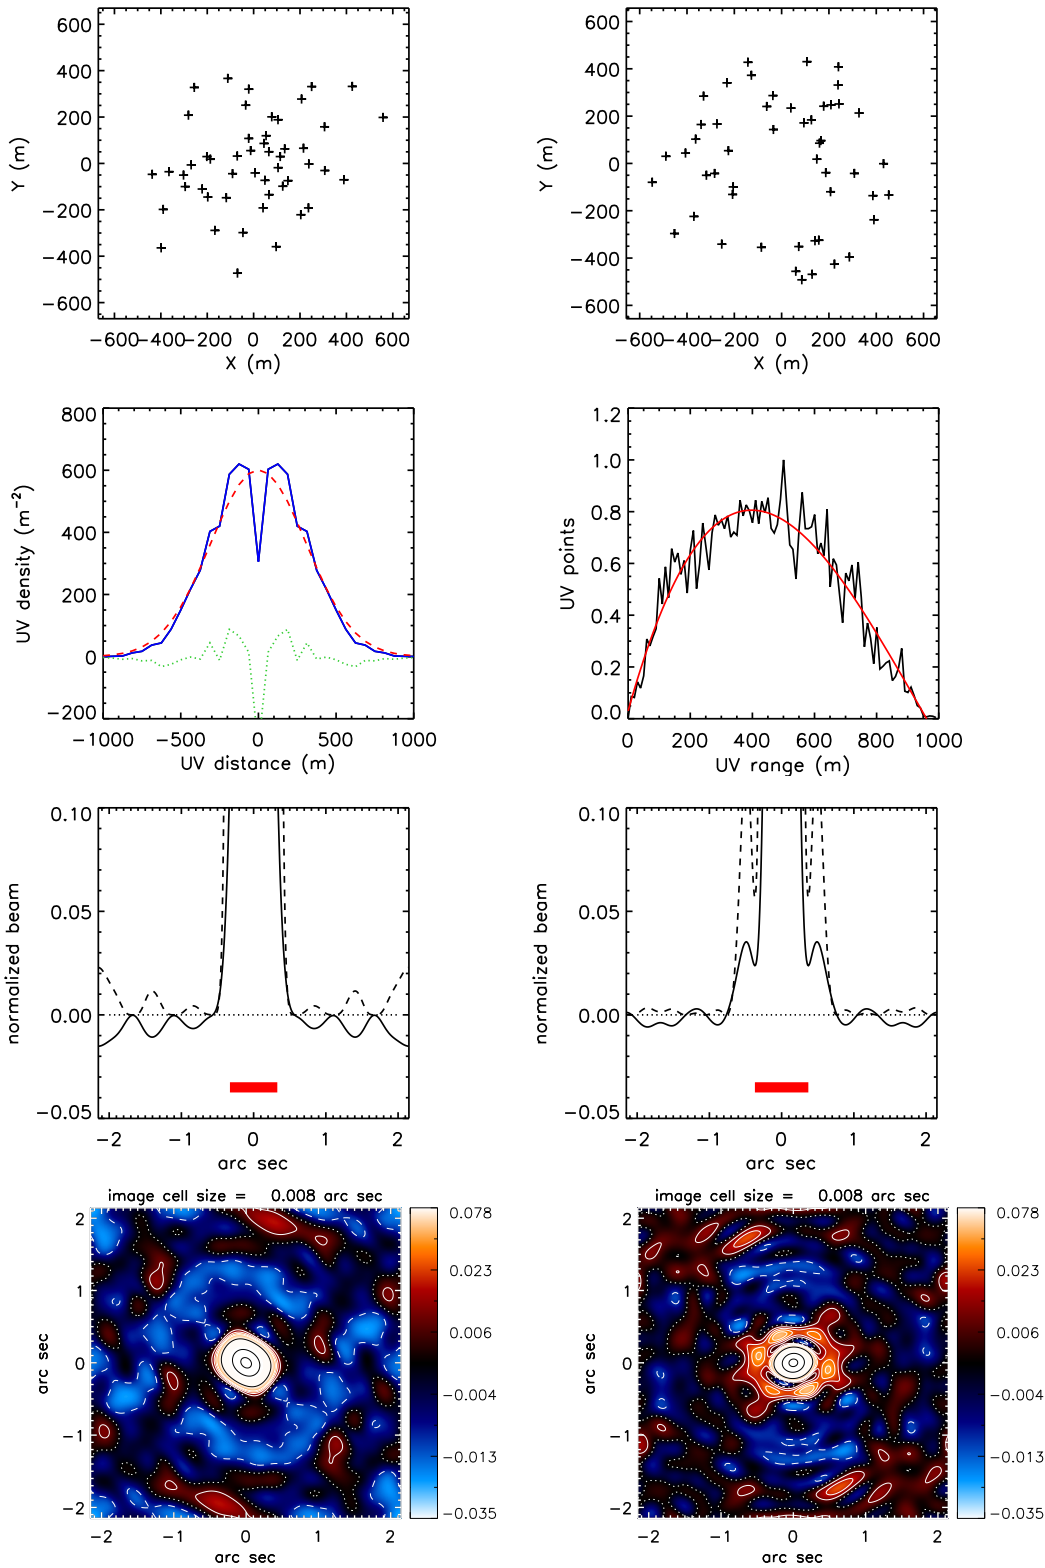 600
400
200
0
−200
−400
−600
Y (m)
−600−400−200 0 200 400 600
X (m)
600
400
200
0
−200
−400
−600
Y (m)
−600−400−200 0 200 400 600
X (m)
800
600
400
200
0
−200
UV density (m−2)
−1000 −500 0 500 1000
UV distance (m)
1.2
1.0
0.8
0.6
0.4
0.2
0.0
UV points
0 200 400 600 800 1000
UV range (m)
0.10
0.05
0.00
−0.05
normalized beam
−2 −1 0 1 2
arc sec
0.10
0.05
0.00
−0.05
normalized beam
−2 −1 0 1 2
arc sec
image cell size = 0.008 arc sec
2
1
0
−1
−2
arc sec
−2 −1 0 1 2
arc sec
0.078
0.023
0.006
−0.004
−0.013
−0.035
image cell size = 0.008 arc sec
2
1
0
−1
−2
arc sec
−2 −1 0 1 2
arc sec
0.078
0.023
0.006
−0.004
−0.013
−0.035